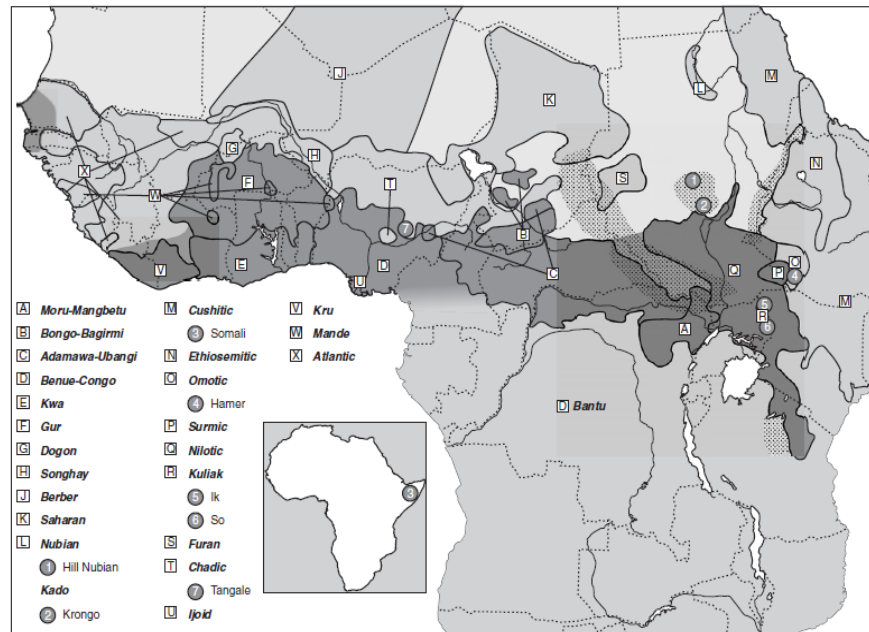 J
M
L
K
G
H
N
X
S
1
W
F
T
2
7
B
O
Q
P
4
E
D
C
V
U
5
M
R
6
A
D Bantu
A Moru-Mangbetu
B Bongo-Bagirmi
C Adamawa-Ubangi
D Benue-Congo
E Kwa
F Gur
G Dogon
H Songhay
J Berber
K Saharan
L Nubian
1 Hill Nubian
Kado
2 Krongo
M Cushitic
3 Somali
N Ethiosemitic
O Omotic
4 Hamer
P Surmic
Q Nilotic
R Kuliak
5 Ik
6 So
S Furan
T Chadic
7 Tangale
U Ijoid
V Kru
W Mande
X Atlantic
3